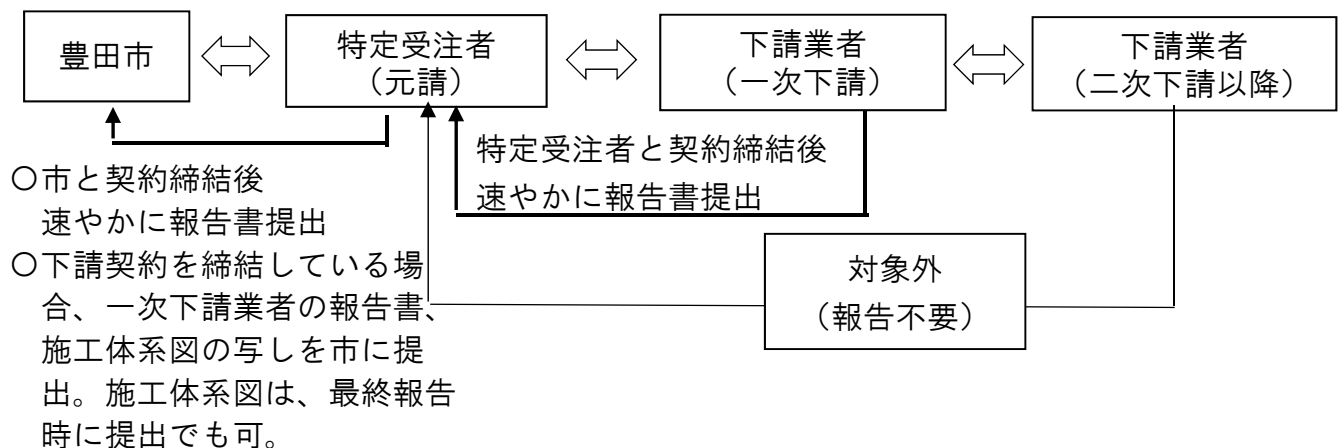 豊田市
特定受注者
（元請）
下請業者
（一次下請）
下請業者
（二次下請以降）
特定受注者と契約締結後
速やかに報告書提出
〇市と契約締結後
速やかに報告書提出
〇下請契約を締結している場
合、一次下請業者の報告書、
施工体系図の写しを市に提
出。施工体系図は、最終報告
時に提出でも可。
対象外
（報告不要）